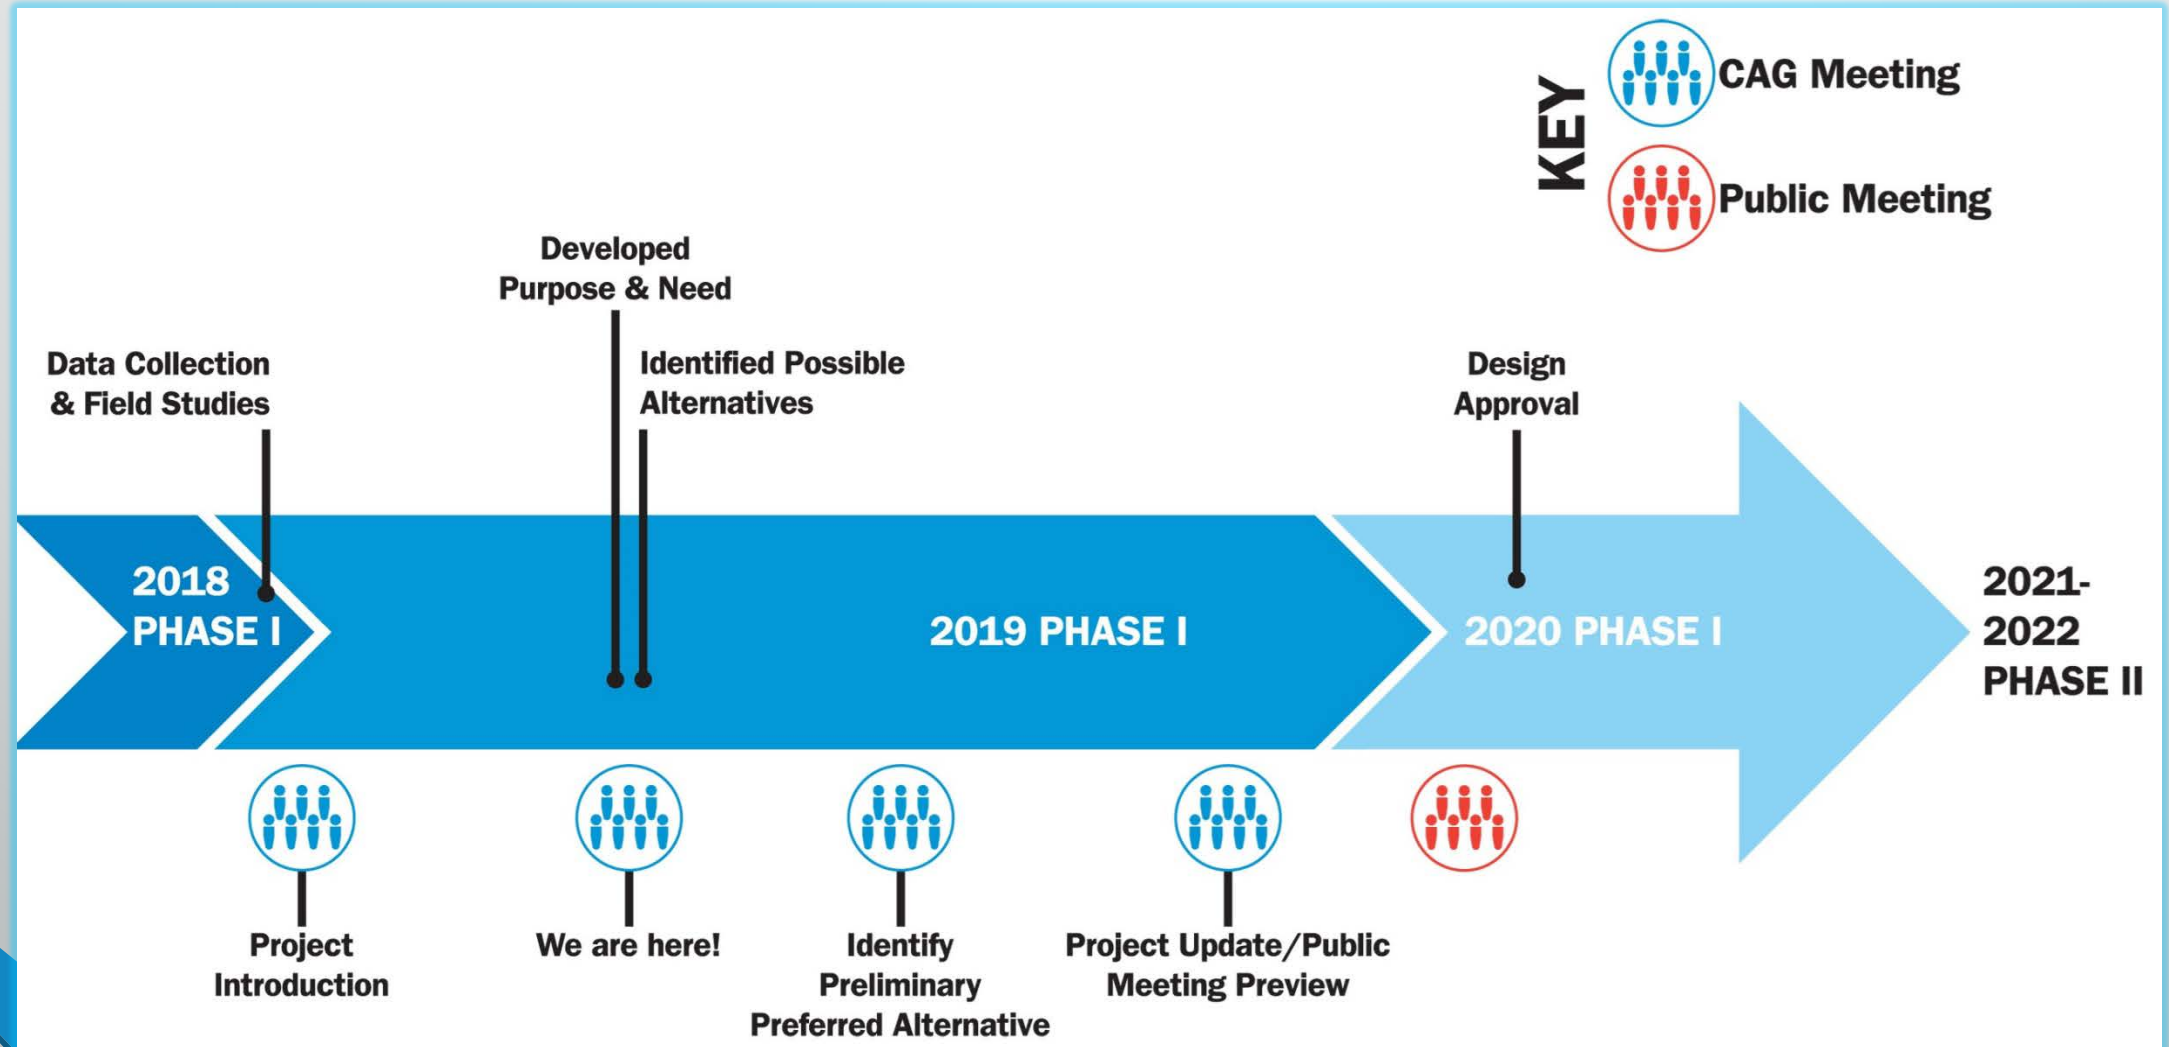 KEY
CAG Meeting
Public Meeting
Developed
Purpose & Need
Data Collection
& Field Studies
Identified Possible
Alternatives
Design
Approval
2018
PHASE I
2019 PHASE I
2020 PHASE I
2021-
2022
PHASE II
Project
Introduction
We are here!
Identify
Preliminary
Preferred Alternative
Project Update/Public
Meeting Preview